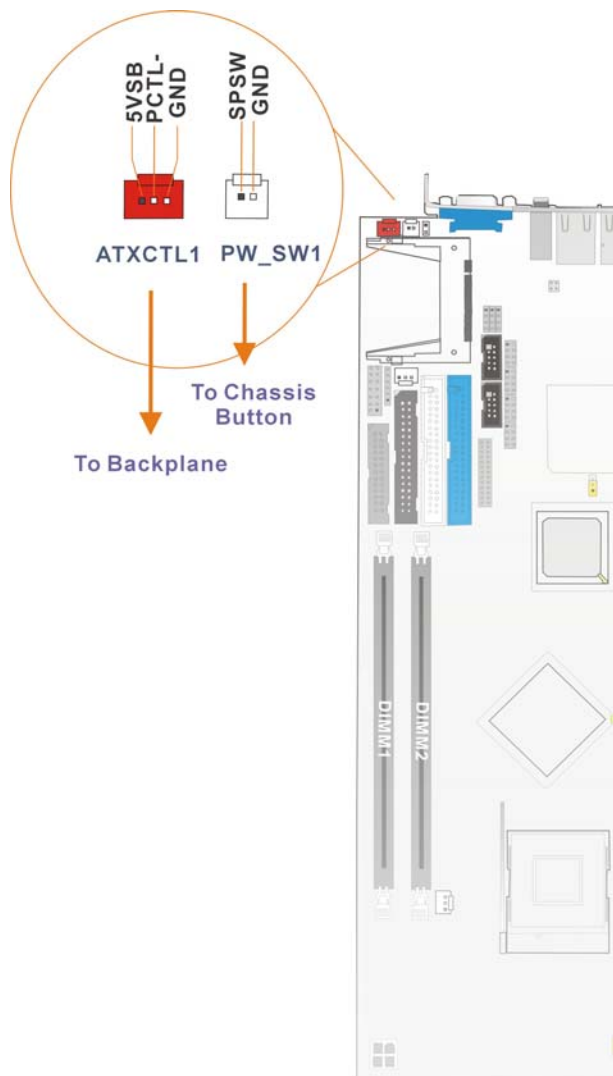 5VSB
PCTL-
GND
SPSW
GND
ATXCTL1
PW_SW1
To Chassis
Button
To Backplane
DIMM1
DIMM2